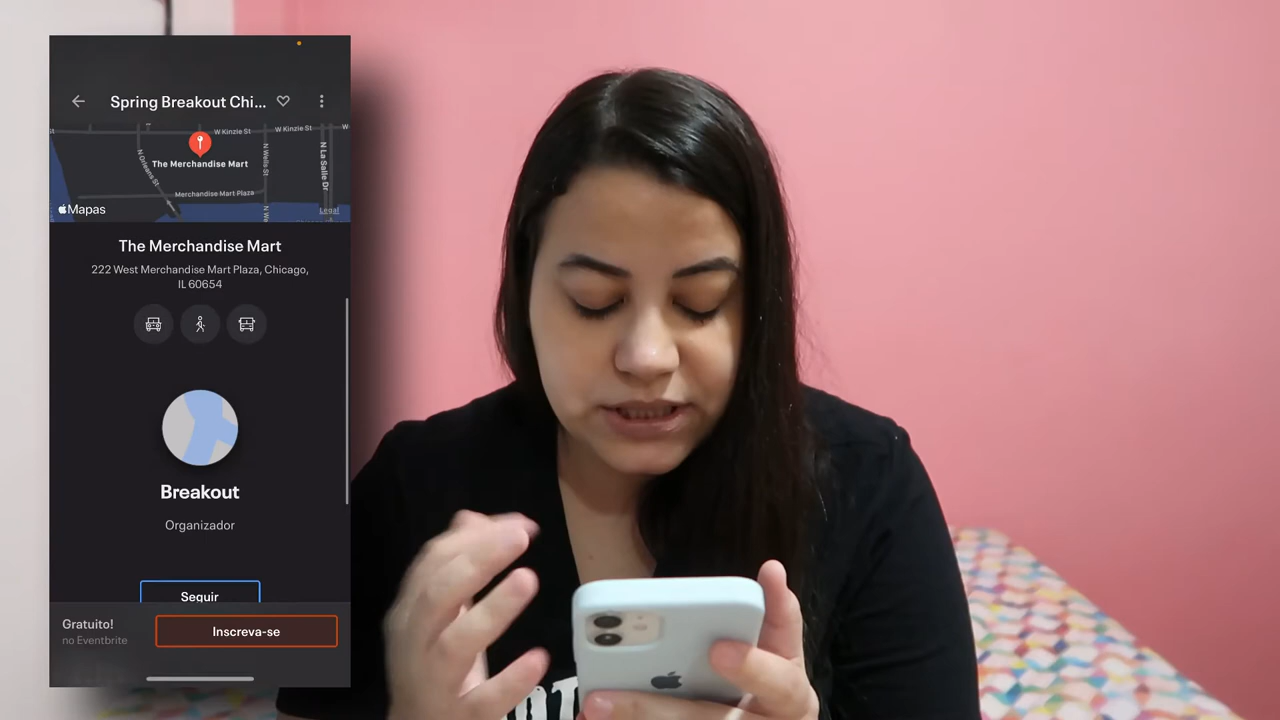 Spring Breakout Chi...
W Kinzie St
W Kinzie St
N Orleans St
The Merchandise Mart
N Wells St
N La Salle Dr
Merchandise Mart Plaza
Mapas
Legal
The Merchandise Mart
222 West Merchandise Mart Plaza, Chicago,
IL 60654
Breakout
Organizador
Seguir
Gratuito!
no Eventbrite
Inscreva-se